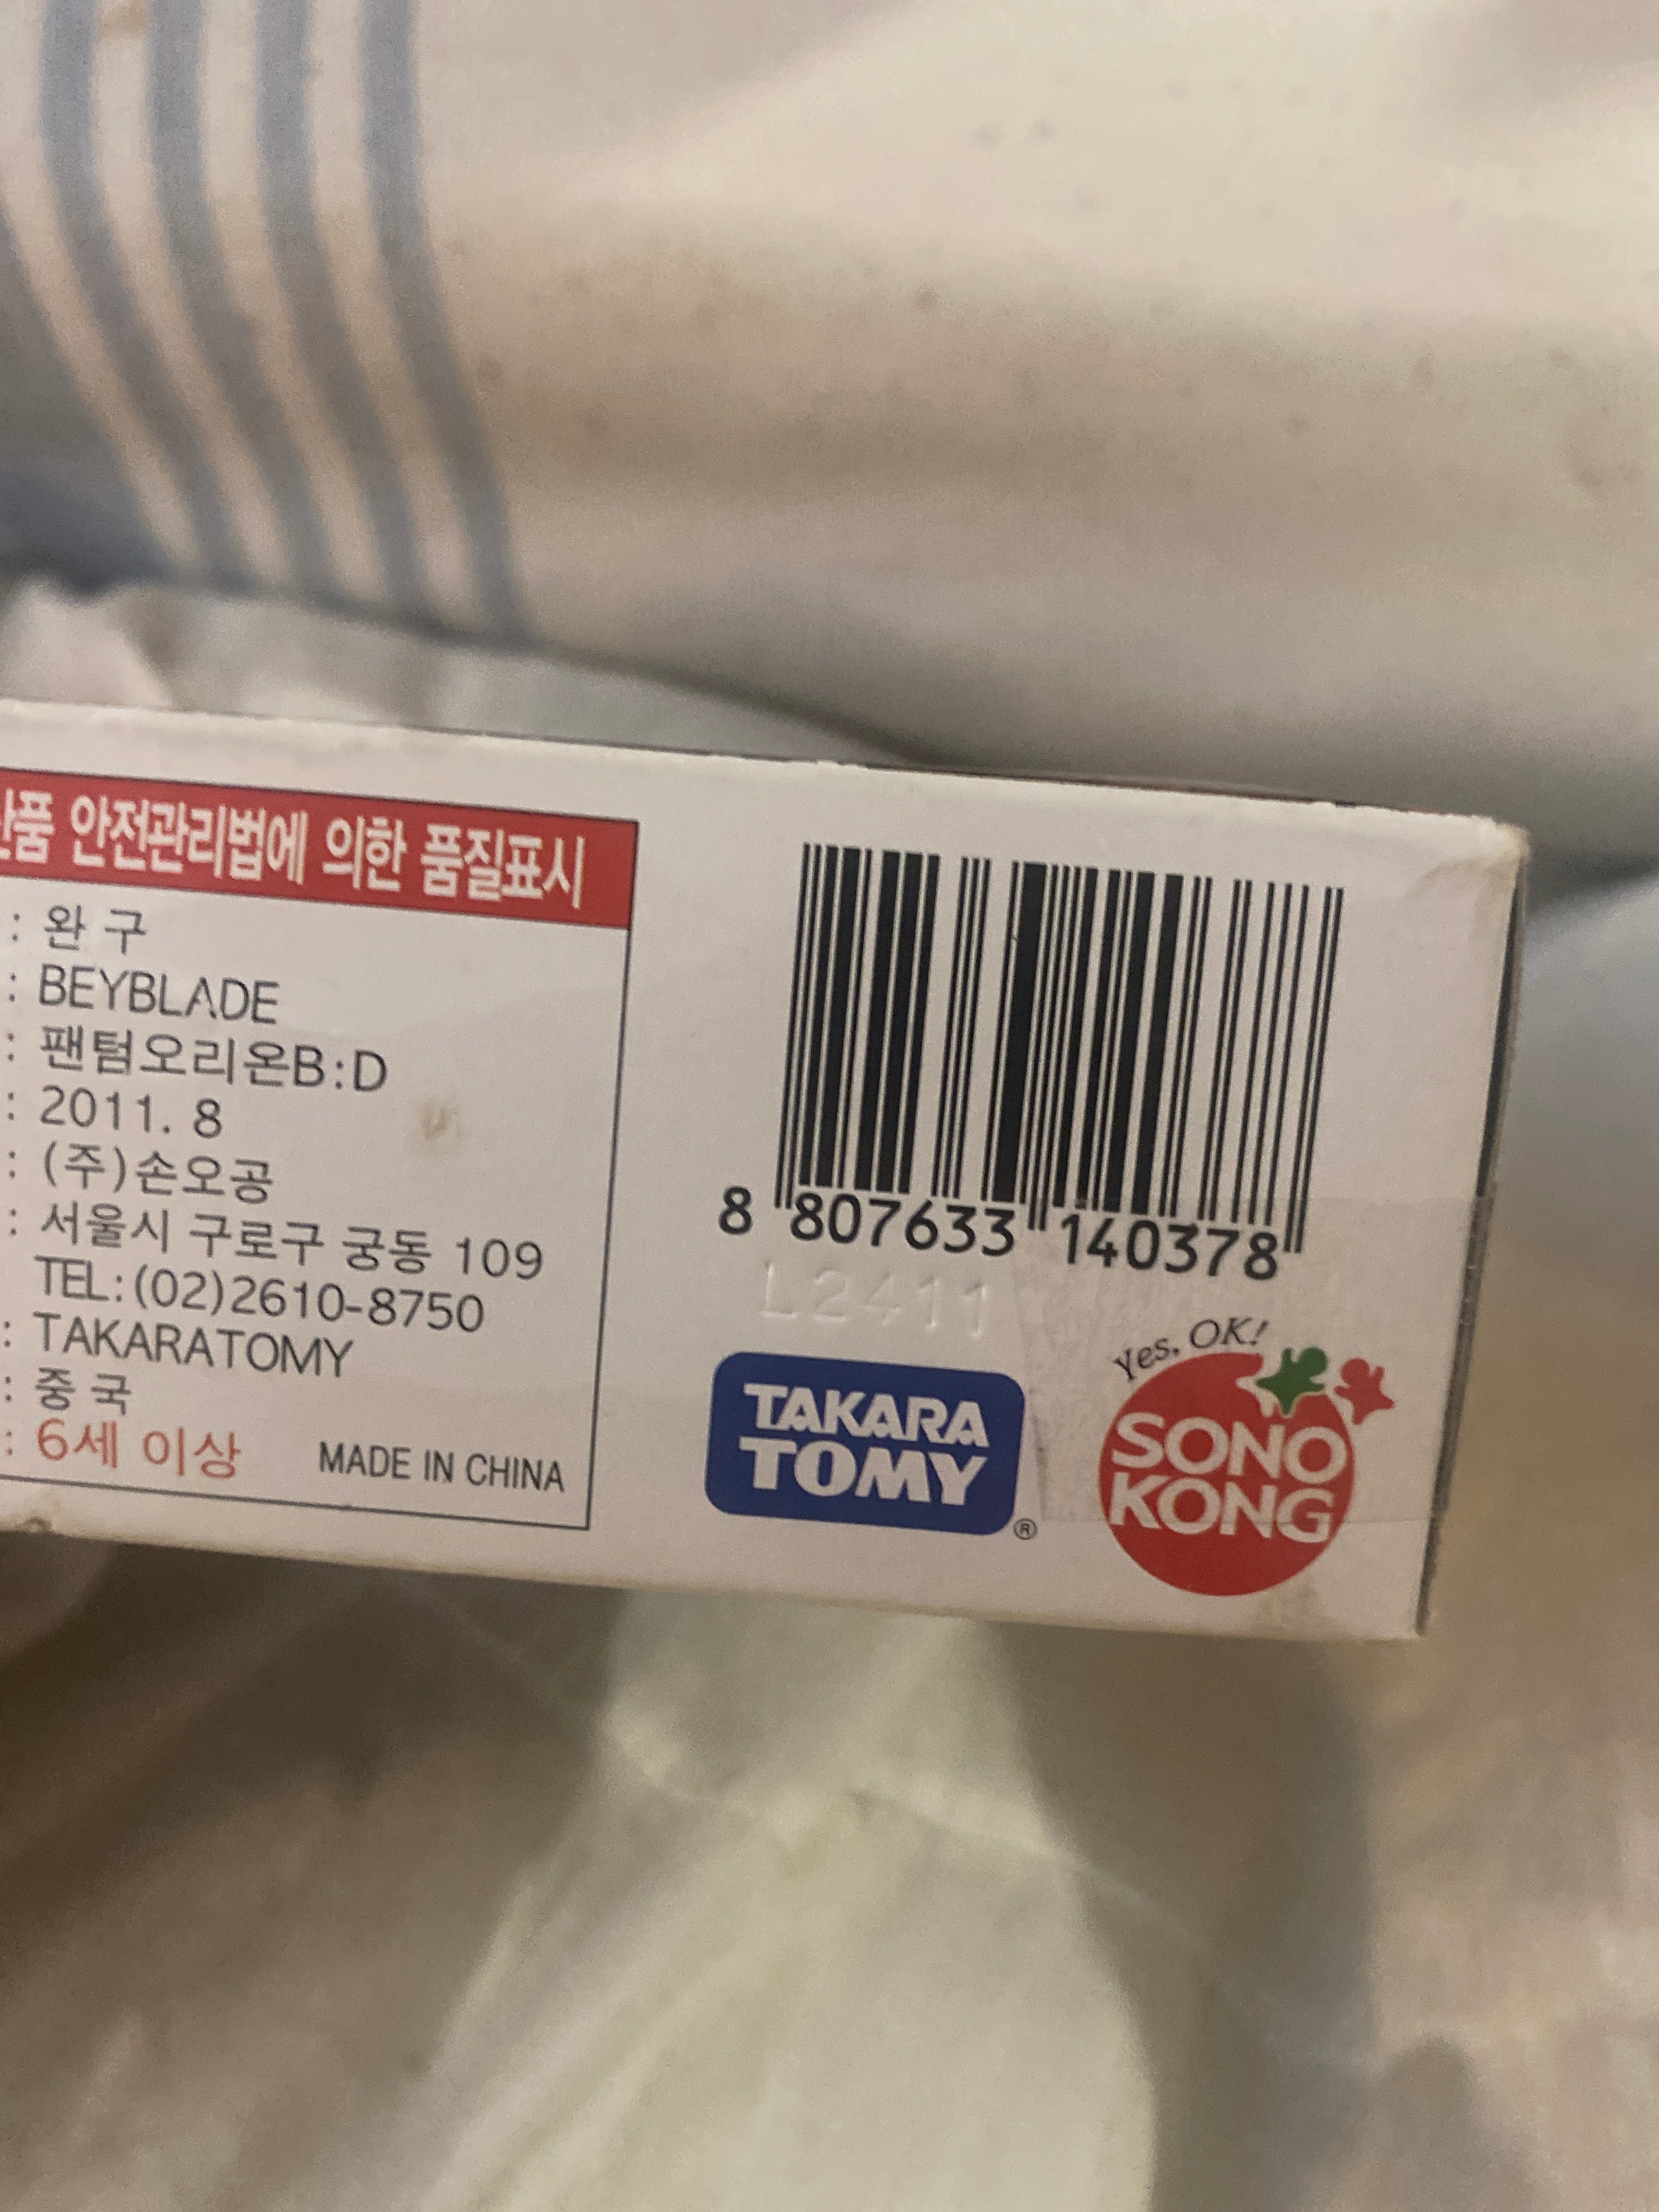 품 안전관리법에 의한 품질표시
: 완 구
: BEYBLADE
: 팬텀오리온B:D
: 2011. 8
: (주)손오공
: 서울시 구로구 궁동 109
TEL:(02)2610-8750
: TAKARATOMY
: 중 국
: 6세 이상 MADE IN CHINA
8 807633 140378
L2411
TAKARA
TOMY
®
Yes, OK!
SONO
KONG